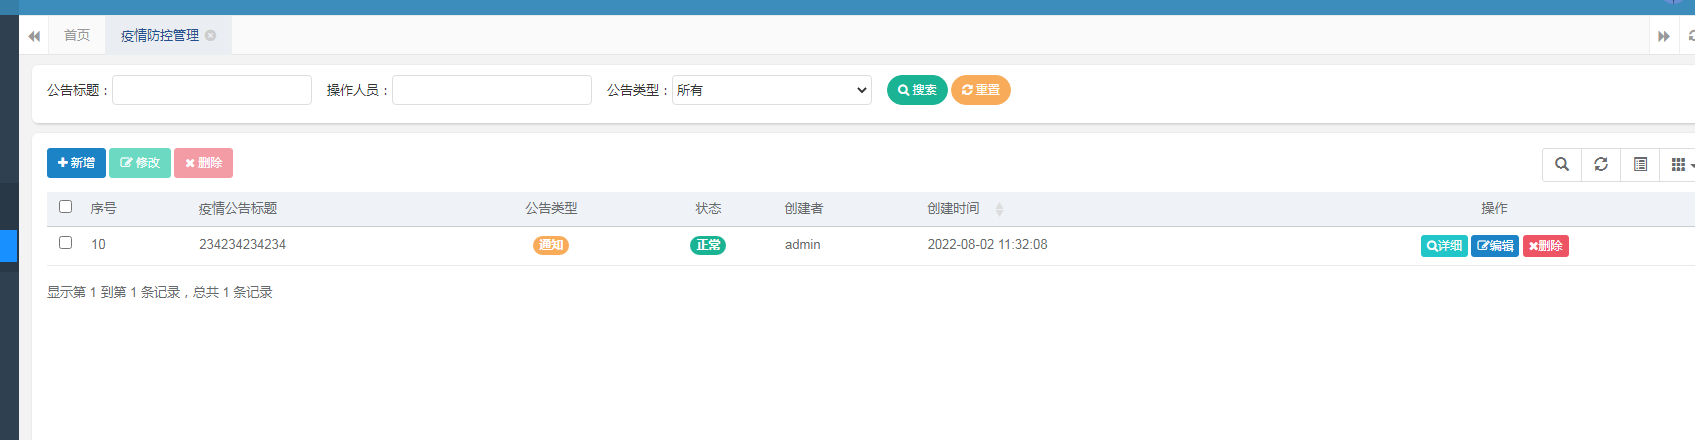 首页 疫情防控管理
公告标题： 操作人员： 公告类型： 所有 搜索 重置
新增 修改 删除
序号 疫情公告标题 公告类型 状态 创建者 创建时间 操作
10 234234234234 通知 正常 admin 2022-08-02 11:32:08 详细 编辑 删除
显示第 1 到第 1 条记录，总共 1 条记录